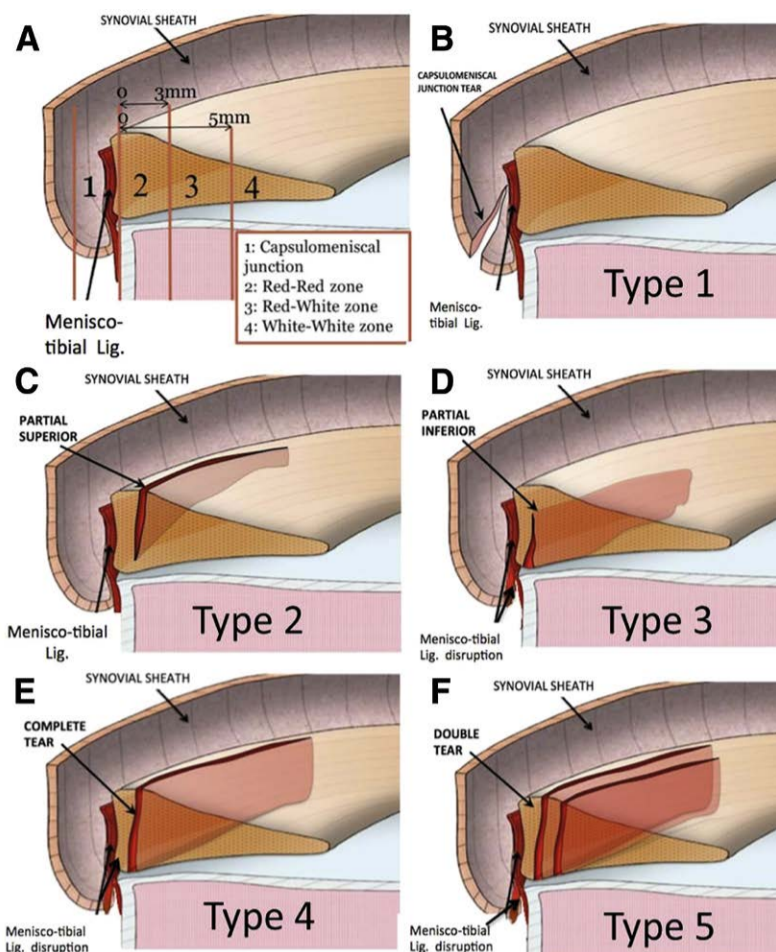 A
SYNOVIAL SHEATH
0 3mm
0 5mm
1 2 3 4
1: Capsulomeniscal
junction
2: Red-Red zone
3: Red-White zone
4: White-White zone
Menisco-
tibial Lig.
B
SYNOVIAL SHEATH
CAPSULOMENISCAL
JUNCTION TEAR
Type 1
Menisco-
tibial Lig.
C
SYNOVIAL SHEATH
PARTIAL
SUPERIOR
Type 2
Menisco-tibial
Lig.
D
SYNOVIAL SHEATH
PARTIAL
INFERIOR
Type 3
Menisco-tibial
Lig. disruption
E
SYNOVIAL SHEATH
COMPLETE
TEAR
Type 4
Menisco-tibial
Lig. disruption
F
SYNOVIAL SHEATH
DOUBLE
TEAR
Type 5
Menisco-tibial
Lig. disruption